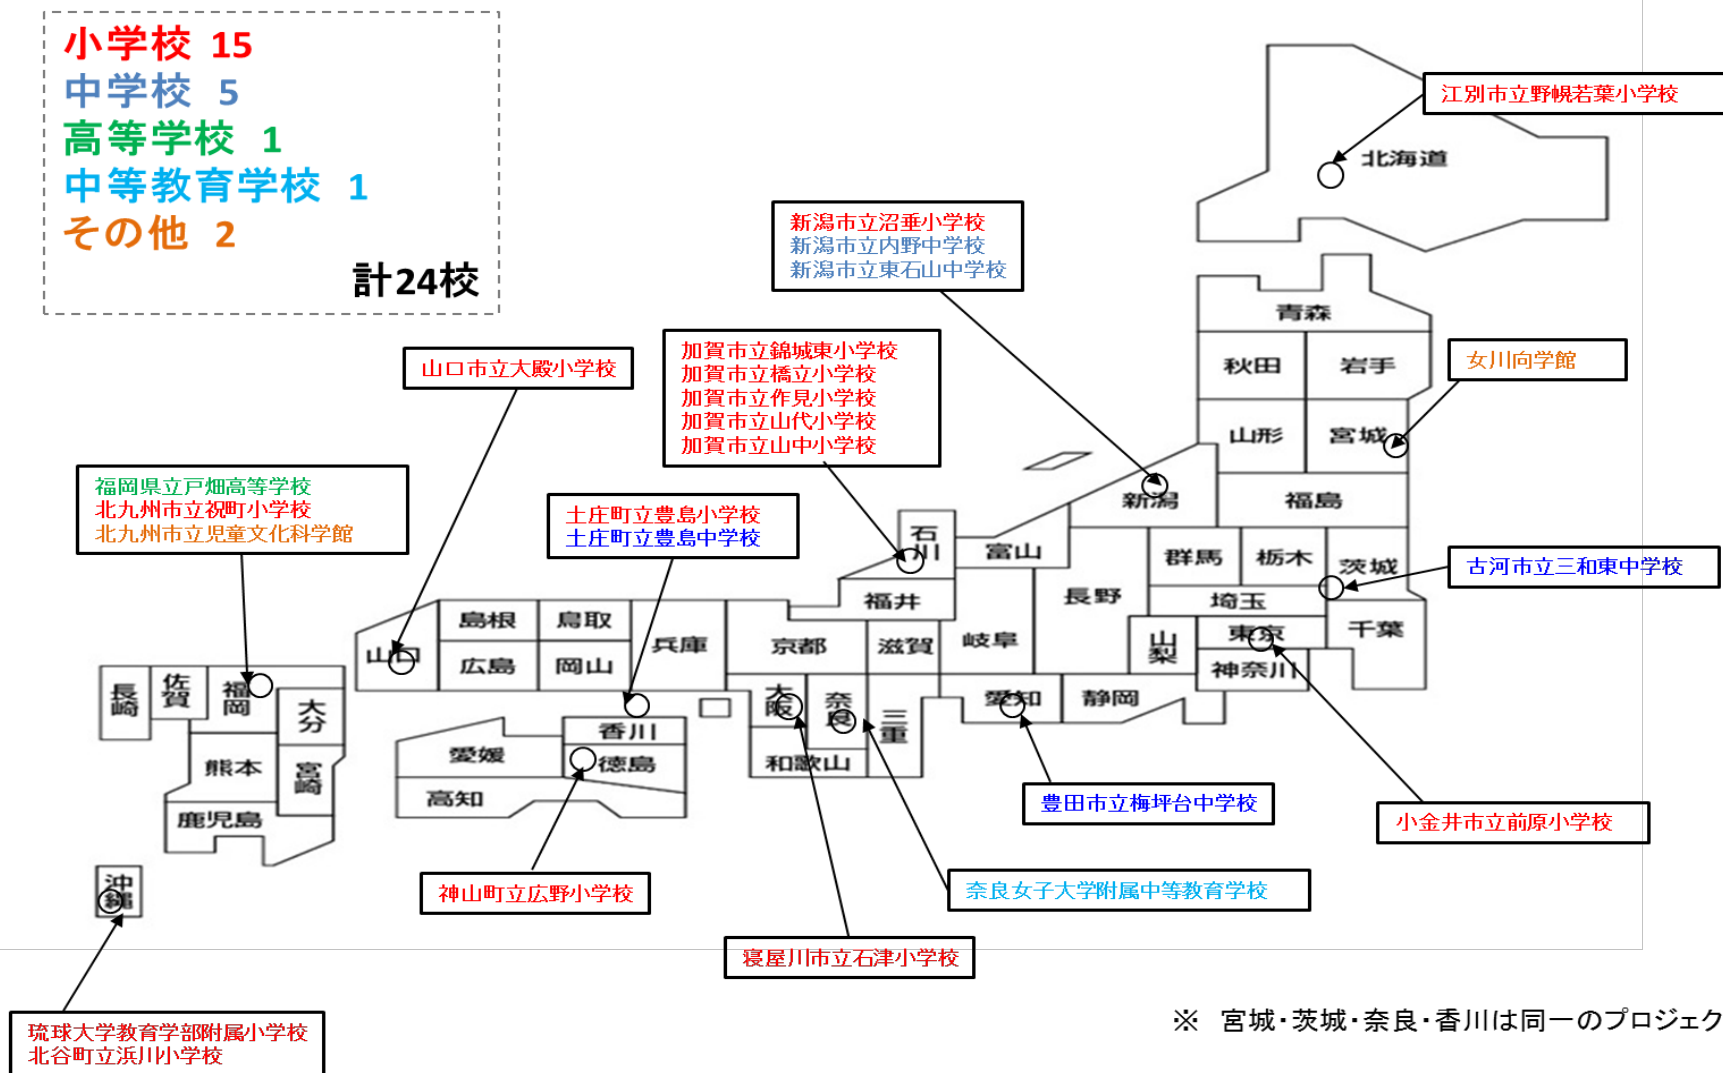 小学校 15
中学校 5
高等学校 1
中等教育学校 1
その他 2
計24校
江別市立野幌若葉小学校
北海道
新潟市立沼垂小学校
新潟市立内野中学校
新潟市立東石山中学校
青森
秋田
岩手
女川向学館
山形
宮城
山口市立大殿小学校
加賀市立錦城東小学校
加賀市立橋立小学校
加賀市立作見小学校
加賀市立山代小学校
加賀市立山中小学校
福岡県立戸畑高等学校
北九州市立祝町小学校
北九州市立児童文化科学館
土庄町立豊島小学校
土庄町立豊島中学校
新潟
福島
石川
富山
群馬
栃木
茨城
古河市立三和東中学校
福井
長野
埼玉
島根
鳥取
兵庫
京都
滋賀
岐阜
山梨
東京
千葉
山口
広島
岡山
神奈川
長崎
佐賀
福岡
大分
大阪
奈良
三重
愛知
静岡
香川
愛媛
徳島
和歌山
熊本
宮崎
高知
鹿児島
豊田市立梅坪台中学校
小金井市立前原小学校
沖縄
神山町立広野小学校
奈良女子大学附属中等教育学校
寝屋川市立石津小学校
琉球大学教育学部附属小学校
北谷町立浜川小学校
※ 宮城・茨城・奈良・香川は同一のプロジェク